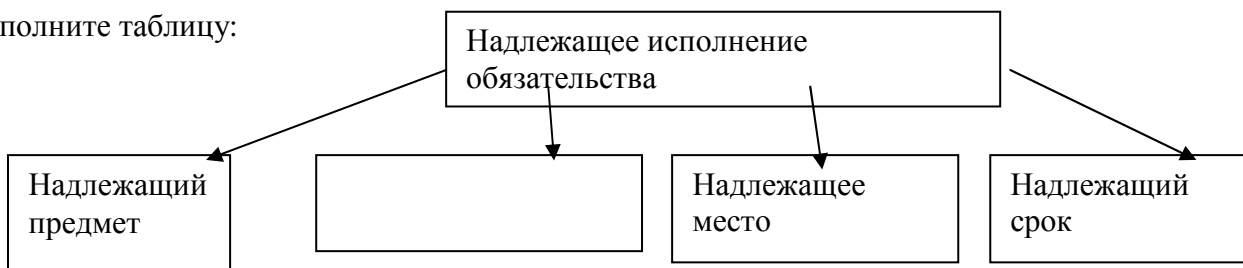 полните таблицу:
Надлежащее исполнение
обязательства
Надлежащий
предмет
Надлежащее
место
Надлежащий
срок